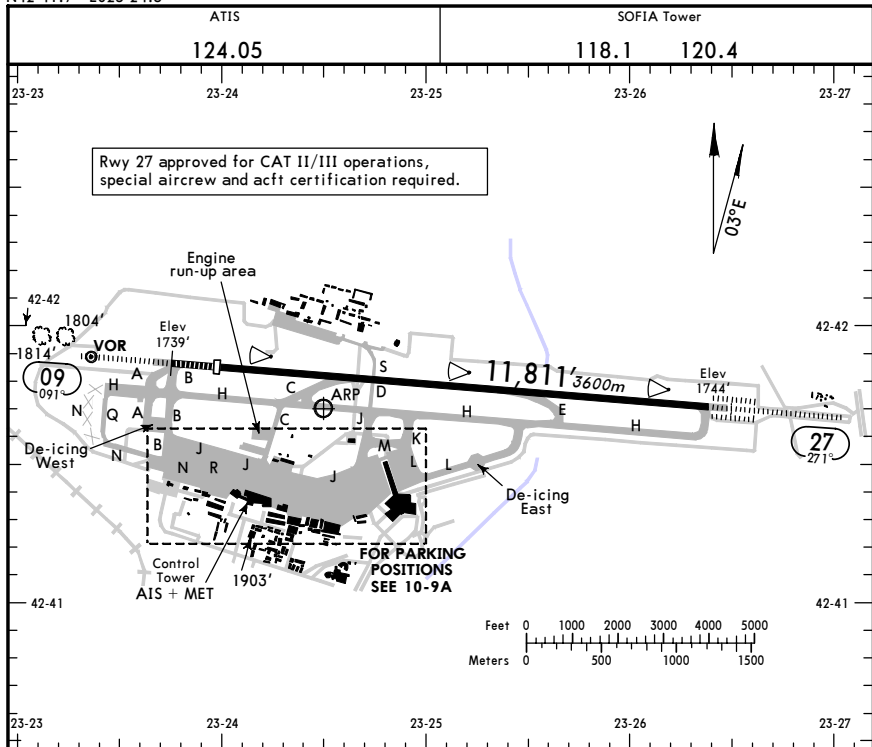 ATIS
SOFIA Tower
124.05
118.1 120.4
23-23
23-24
23-25
23-26
23-27
Rwy 27 approved for CAT II/III operations,
special aircrew and acft certification required.
03°E
Engine
run-up area
42-42
42-42
1804'
Elev
1739'
1814'
VOR
09
091°
A
B
H
H
C
S
D
11,811' 3600m
Elev
1744'
ARP
N
Q
A
B
C
J
H
E
H
27
271°
De-icing
West
N
B
J
N
R
J
J
M
K
L
L
De-icing
East
Control
Tower
AIS + MET
1903'
FOR PARKING
POSITIONS
SEE 10-9A
42-41
42-41
Feet 0 1000 2000 3000 4000 5000
Meters 0 500 1000 1500
23-23
23-24
23-25
23-26
23-27